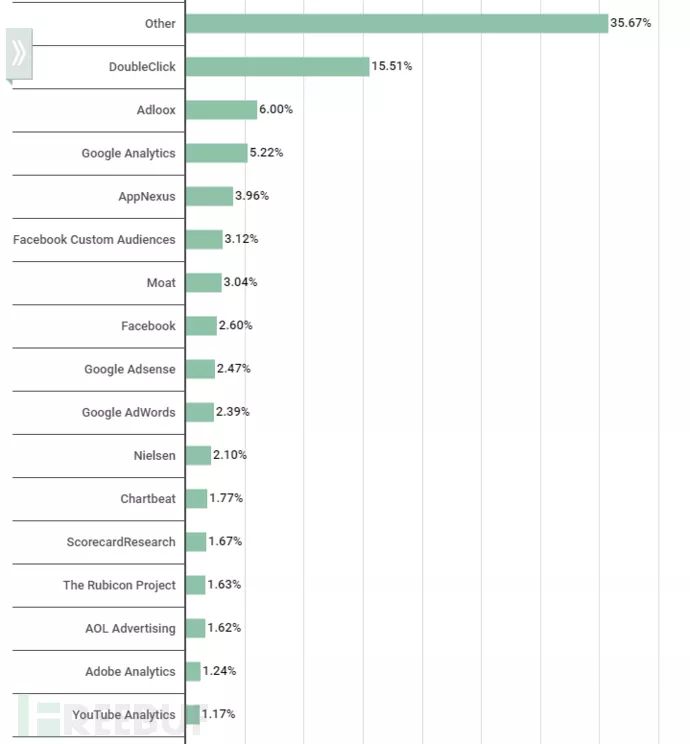 Other 35.67%
DoubleClick 15.51%
Adloox 6.00%
Google Analytics 5.22%
AppNexus 3.96%
Facebook Custom Audiences 3.12%
Moat 3.04%
Facebook 2.60%
Google Adsense 2.47%
Google AdWords 2.39%
Nielsen 2.10%
Chartbeat 1.77%
ScorecardResearch 1.67%
The Rubicon Project 1.63%
AOL Advertising 1.62%
Adobe Analytics 1.24%
YouTube Analytics 1.17%
FREEBUF